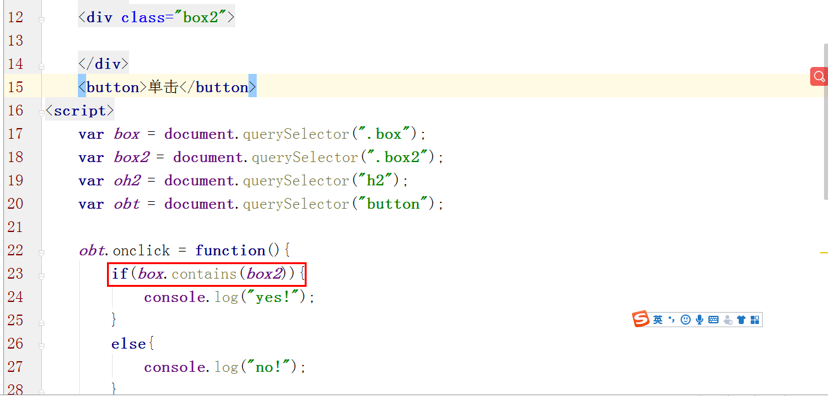 12 <div class="box2">
13
14 </div>
15 <button>单击</button>
16 <script>
17 var box = document.querySelector(".box");
18 var box2 = document.querySelector(".box2");
19 var oh2 = document.querySelector("h2");
20 var obt = document.querySelector("button");
21
22 obt.onclick = function(){
23 if(box.contains(box2)){
24 console.log("yes!");
25 }
英
26 else{
27 console.log("no!");
28 }